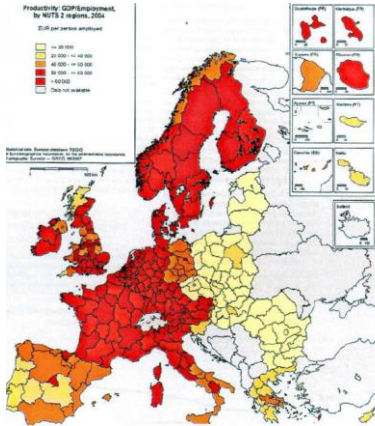 Productivity: GDP/Employment,
by NUTS 2 regions, 2004
EUR per person employed
<= 20 000
20 000 - <= 40 000
40 000 - <= 50 000
50 000 - <= 60 000
> 60 000
Data not available
Guadeloupe (FR)
Martinique (FR)
Guyane (FR)
Réunion (FR)
Açores (PT)
Madeira (PT)
Canarias (ES)
Malta
Iceland